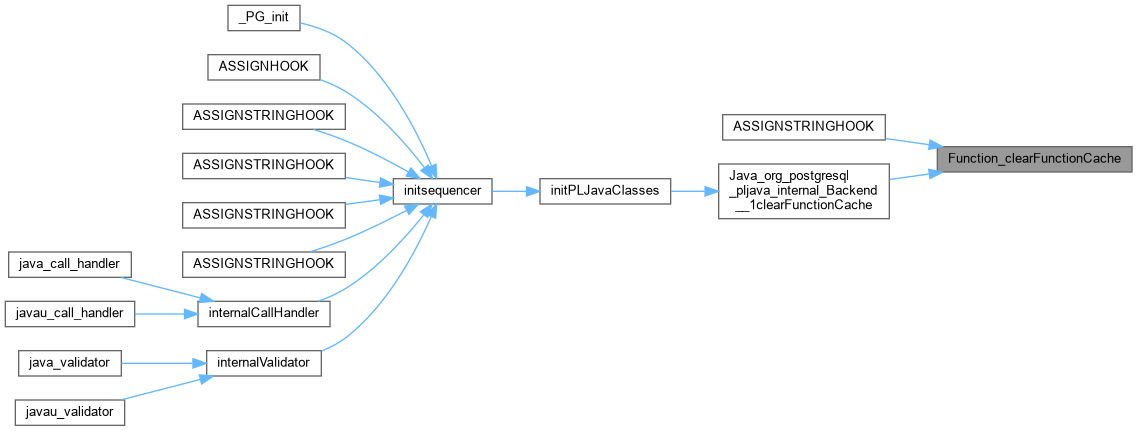 _PG_init
ASSIGNHOOK
ASSIGNSTRINGHOOK
ASSIGNSTRINGHOOK
ASSIGNSTRINGHOOK
ASSIGNSTRINGHOOK
java_call_handler
javau_call_handler
internalCallHandler
java_validator
javau_validator
internalValidator
initsequencer
initPLJavaClasses
ASSIGNSTRINGHOOK
Java_org_postgresql
_pljava_internal_Backend
__1clearFunctionCache
Function_clearFunctionCache